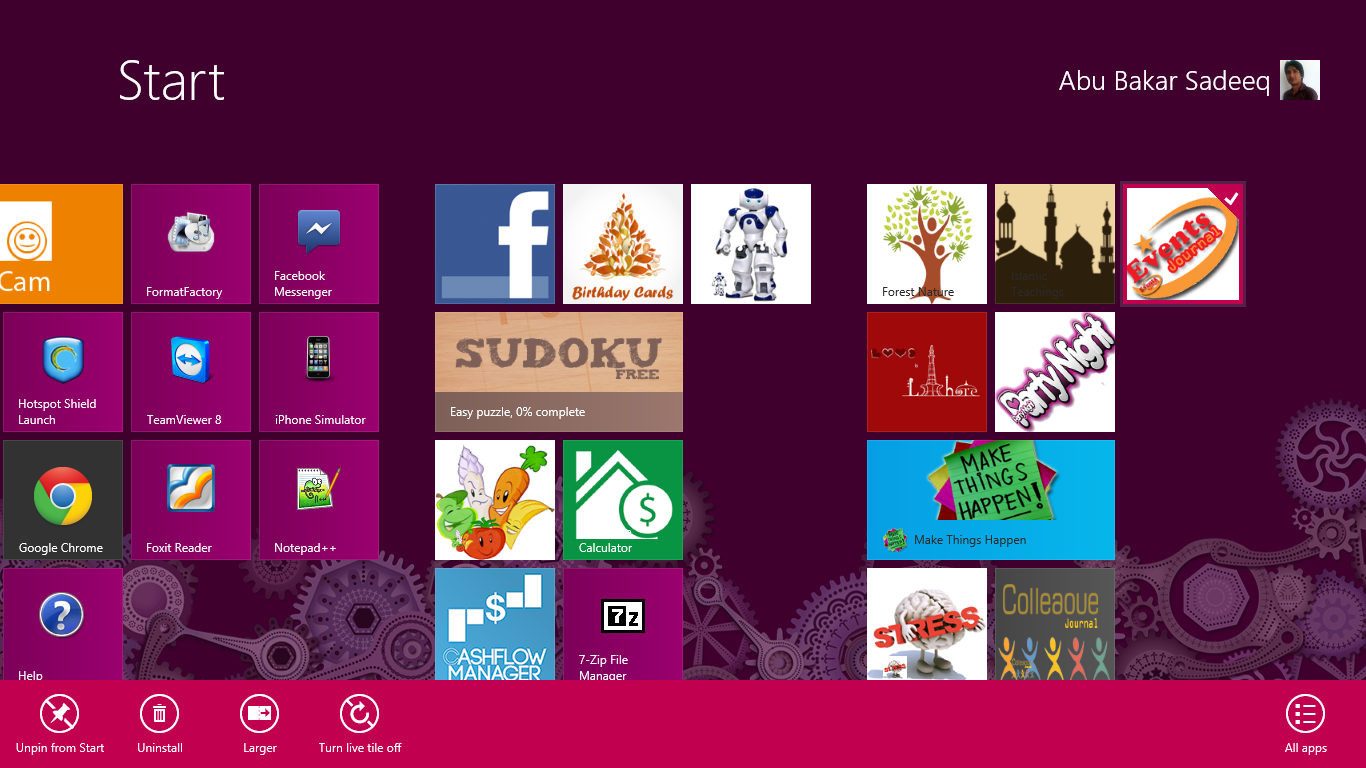 Start
Abu Bakar Sadeeq
Cam
FormatFactory
Facebook
Messenger
Hotspot Shield
Launch
TeamViewer 8
iPhone Simulator
Google Chrome
Foxit Reader
Notepad++
Help
f
Birthday Cards
SUDOKU
FREE
Easy puzzle, 0% complete
$
Calculator
$
CASHFLOW
MANAGER
7z
7-Zip File
Manager
Forest Nature
Islamic
Teachings
Events
Journal
LOVE
Lahore
Party Night
MAKE
THINGS
HAPPEN!
Make Things Happen
STRESS
Colleaoue
Journal
Unpin from Start
Uninstall
Larger
Turn live tile off
All apps